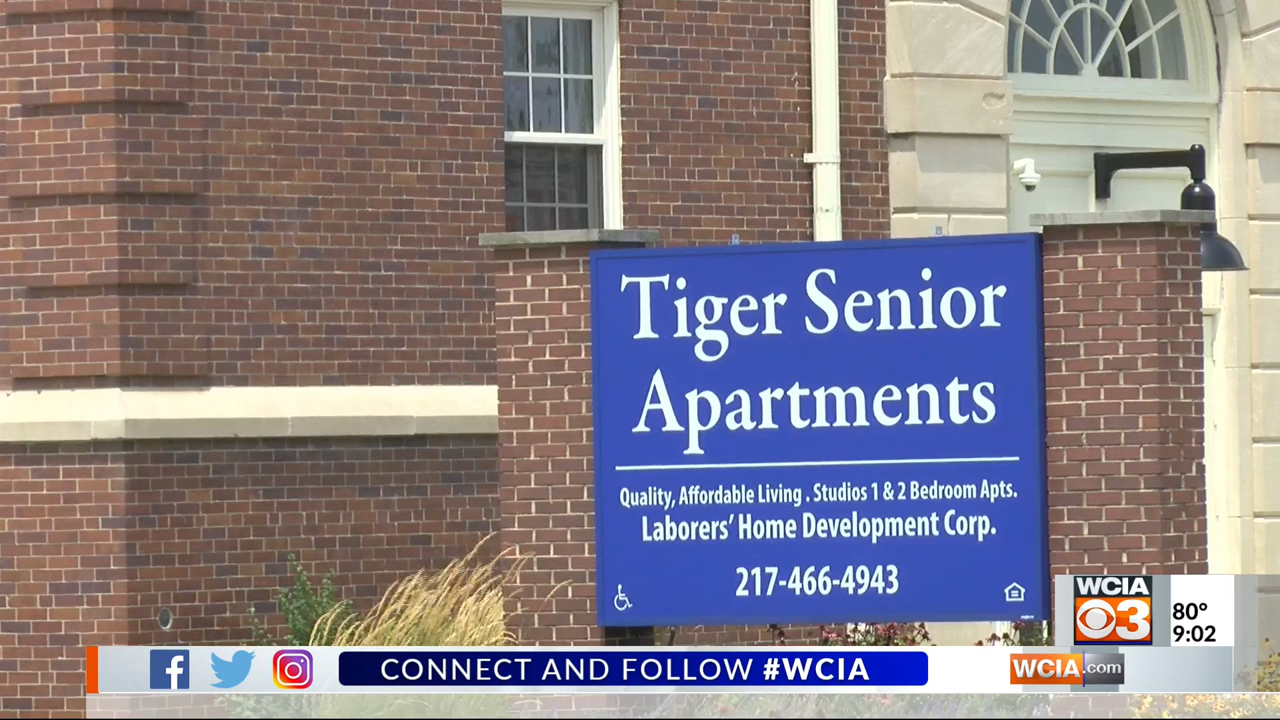 Tiger Senior
Apartments
Quality, Affordable Living . Studios 1 & 2 Bedroom Apts.
Laborers' Home Development Corp.
217-466-4943
WCIA
3
80°
9:02
CONNECT AND FOLLOW #WCIA
WCIA.com